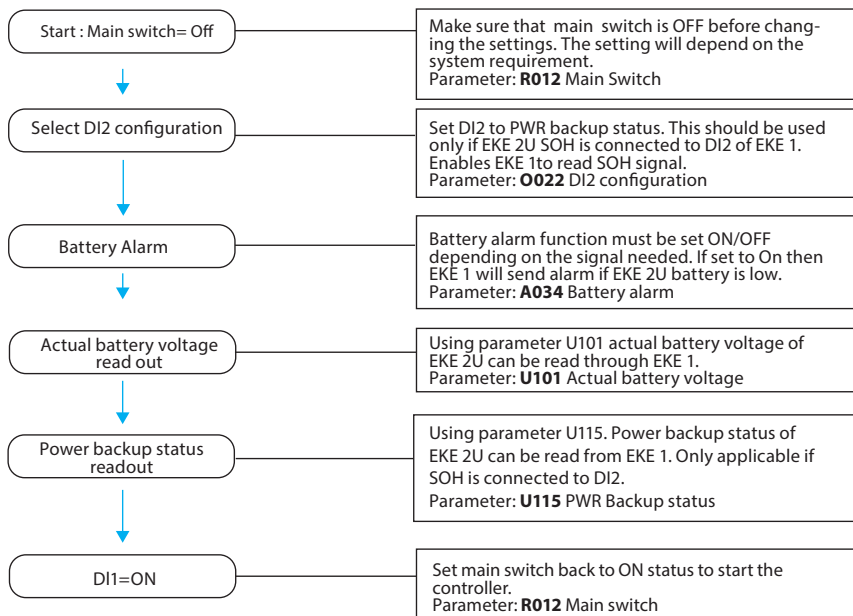 Start : Main switch= Off
Make sure that main switch is OFF before chang-
ing the settings. The setting will depend on the
system requirement.
Parameter: R012 Main Switch
Select DI2 configuration
Set DI2 to PWR backup status. This should be used
only if EKE 2U SOH is connected to DI2 of EKE 1.
Enables EKE 1to read SOH signal.
Parameter: O022 DI2 configuration
Battery Alarm
Battery alarm function must be set ON/OFF
depending on the signal needed. If set to On then
EKE 1 will send alarm if EKE 2U battery is low.
Parameter: A034 Battery alarm
Actual battery voltage
read out
Using parameter U101 actual battery voltage of
EKE 2U can be read through EKE 1.
Parameter: U101 Actual battery voltage
Power backup status
readout
Using parameter U115. Power backup status of
EKE 2U can be read from EKE 1. Only applicable if
SOH is connected to DI2.
Parameter: U115 PWR Backup status
DI1=ON
Set main switch back to ON status to start the
controller.
Parameter: R012 Main switch